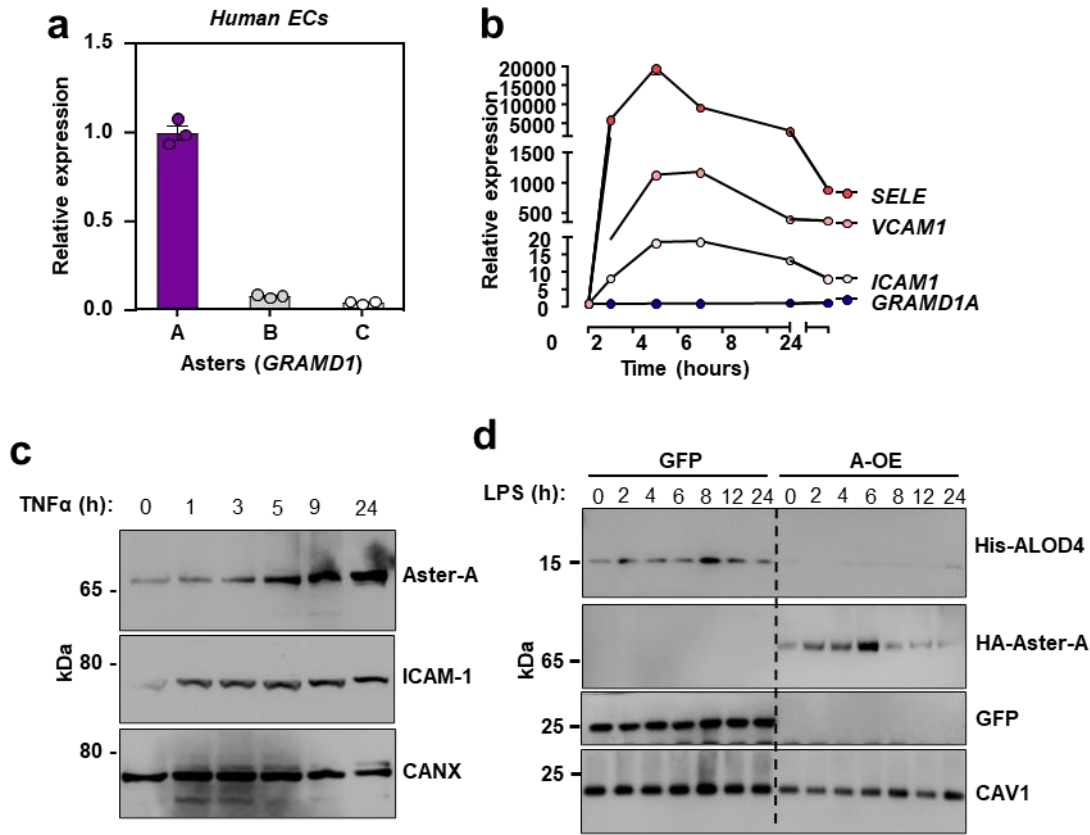 a
Human ECs
Relative expression
1.5
1.0
0.5
0.0
A B C
Asters (GRAMD1)
b
Relative expression
20000
15000
10000
5000
1500
1000
500
20
15
10
5
0
SELE
VCAM1
ICAM1
GRAMD1A
0 2 4 6 8 24
Time (hours)
c
TNFα (h): 0 1 3 5 9 24
65 - Aster-A
kDa
80 - ICAM-1
80 - CANX
d
GFP A-OE
LPS (h): 0 2 4 6 8 12 24 0 2 4 6 8 12 24
15 - His-ALOD4
kDa
65 - HA-Aster-A
25 - GFP
25 - CAV1